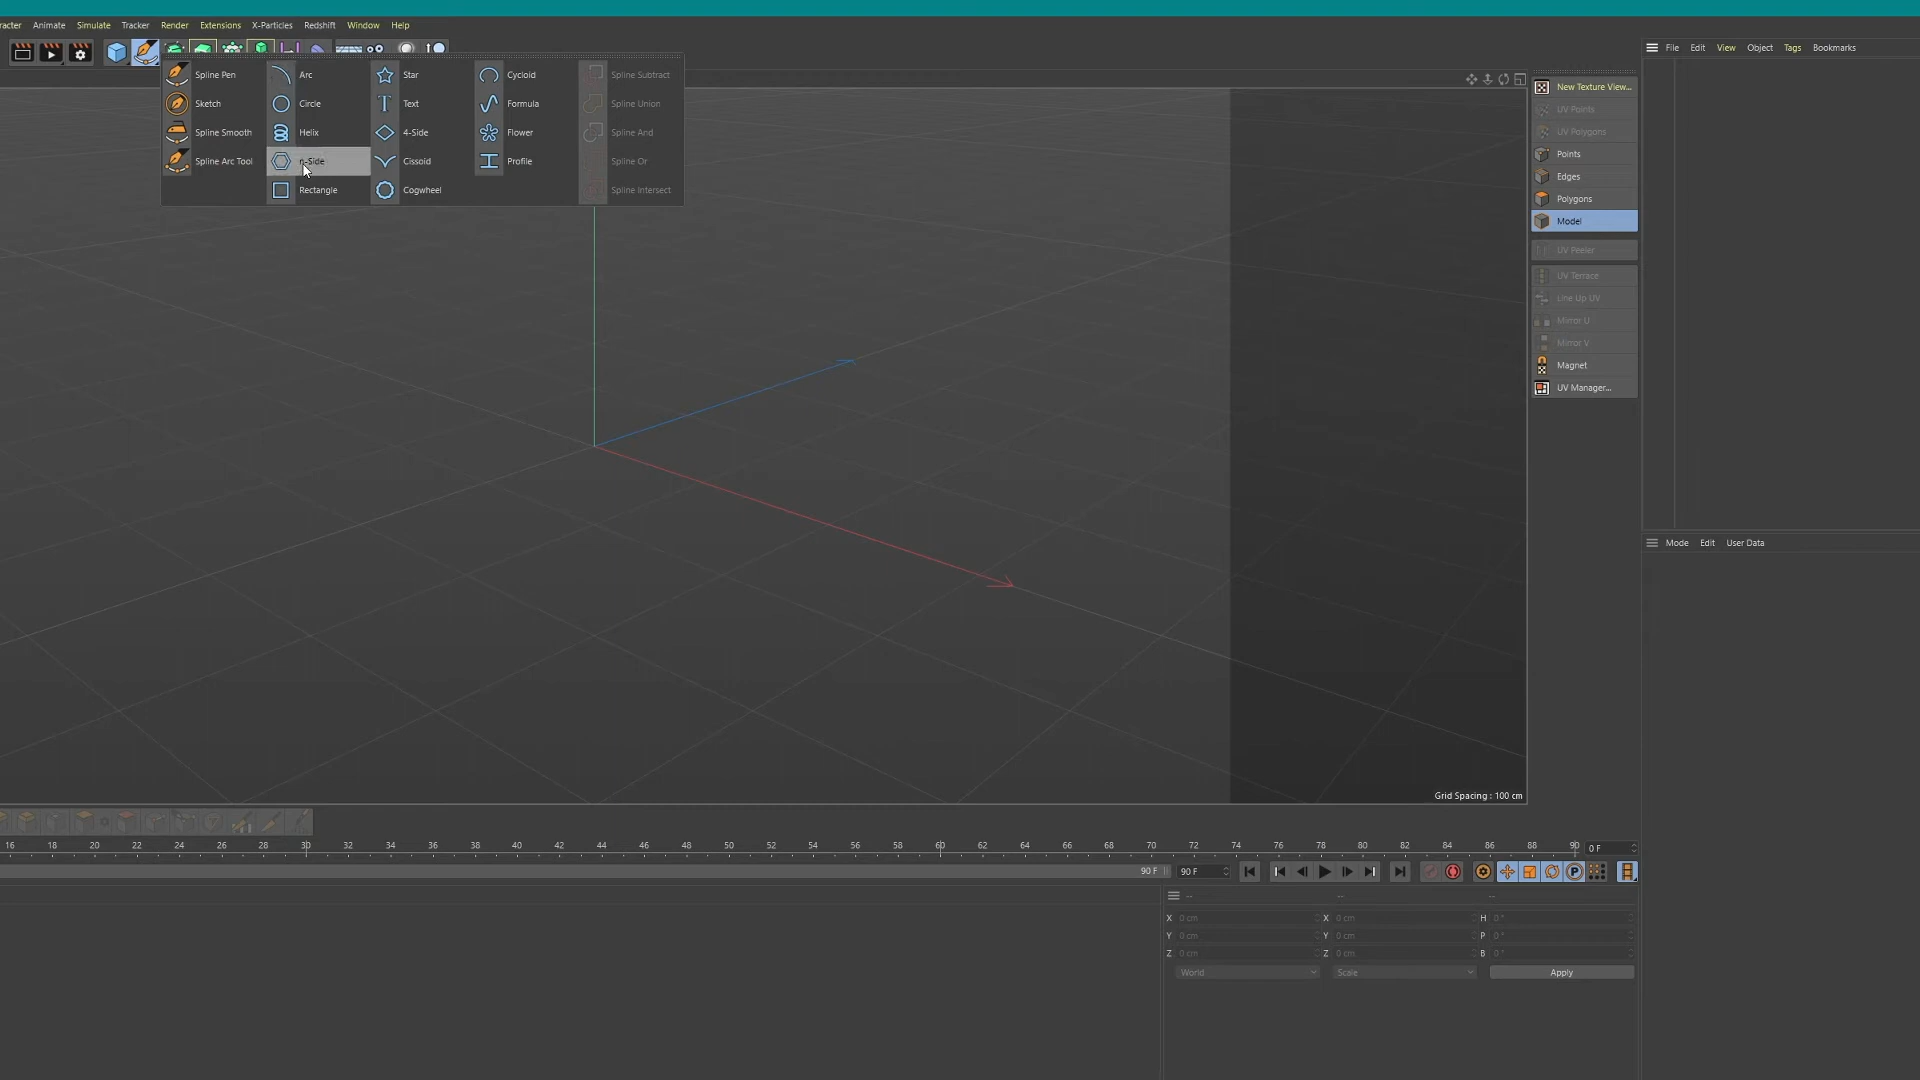 racter Animate Simulate Tracker Render Extensions X-Particles Redshift Window Help
File Edit View Object Tags Bookmarks
Spline Pen Arc Star Cycloid Spline Subtract
Sketch Circle Text Formula Spline Union
Spline Smooth Helix 4-Side Flower Spline And
Spline Arc Tool n-Side Cissoid Profile Spline Or
Rectangle Cogwheel Spline Intersect
New Texture View...
UV Points
UV Polygons
Points
Edges
Polygons
Model
UV Peeler
UV Terrace
Line Up UV
Mirror U
Mirror V
Magnet
UV Manager...
Mode Edit User Data
Grid Spacing : 100 cm
16 18 20 22 24 26 28 30 32 34 36 38 40 42 44 46 48 50 52 54 56 58 60 62 64 66 68 70 72 74 76 78 80 82 84 86 88 90 0 F
90 F 90 F
-- -- --
X 0 cm X 0 cm H 0 °
Y 0 cm Y 0 cm P 0 °
Z 0 cm Z 0 cm B 0 °
World Scale Apply